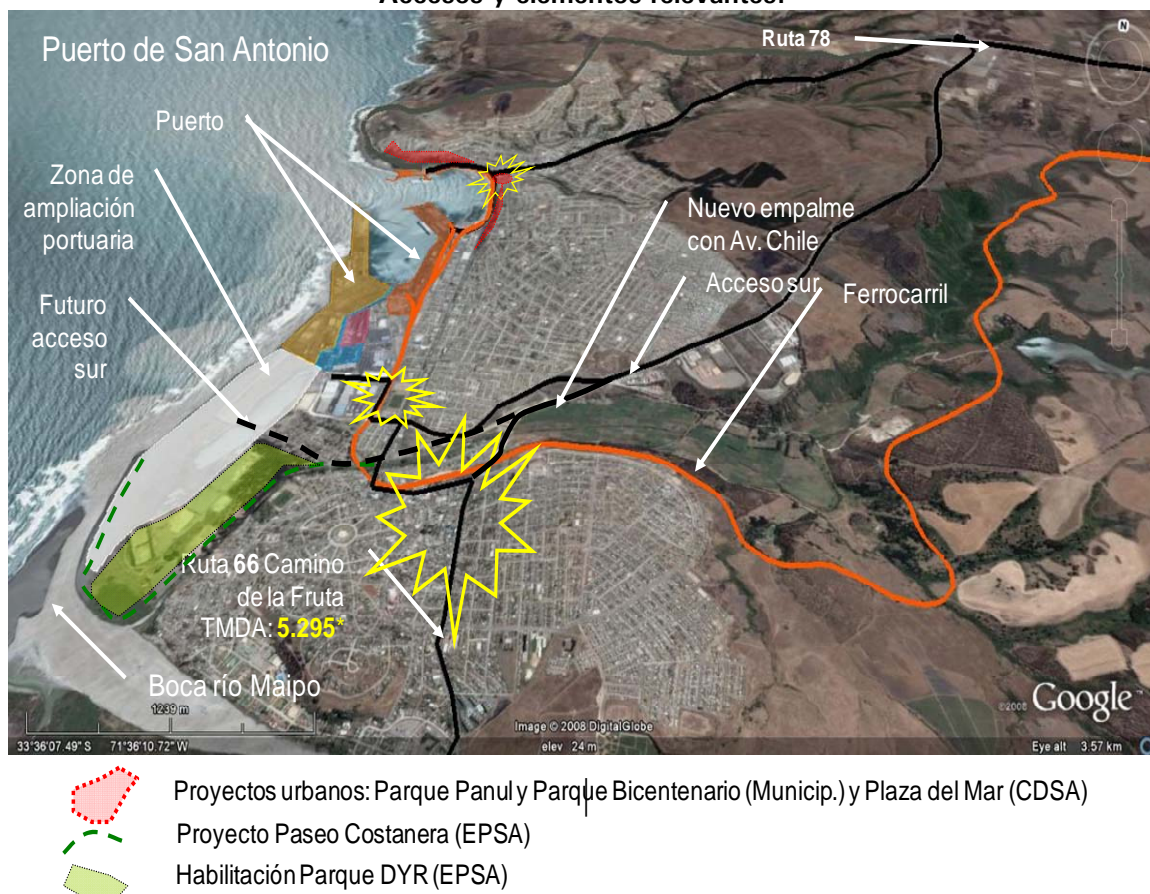 Accesos y elementos relevantes.
Puerto de San Antonio
Ruta 78
N
Puerto
Zona de
ampliación
portuaria
Nuevo empalme
con Av. Chile
Acceso sur
Ferrocarril
Futuro
acceso
sur
Ruta 66 Camino
de la Fruta
TMDA: 5.295*
Boca río Maipo
1239 m
©2008 Google
Image © 2008 DigitalGlobe
33°36'07.49" S 71°36'10.72" W
elev 24 m
Eye alt 3.57 km
Proyectos urbanos: Parque Panul y Parque Bicentenario (Municip.) y Plaza del Mar (CDSA)
Proyecto Paseo Costanera (EPSA)
Habilitación Parque DYR (EPSA)